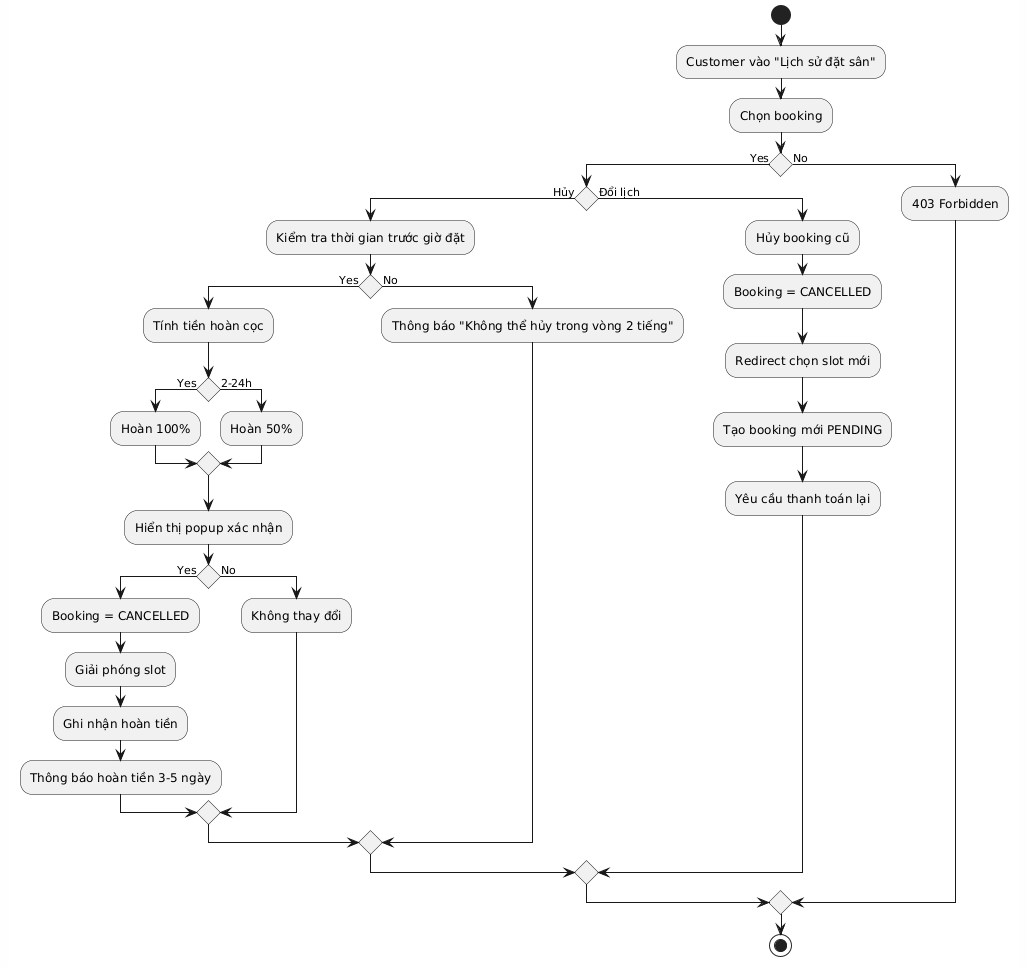 Customer vào "Lịch sử đặt sân"
Chọn booking
Yes
No
Hủy
Đổi lịch
403 Forbidden
Kiểm tra thời gian trước giờ đặt
Hủy booking cũ
Yes
No
Booking = CANCELLED
Tính tiền hoàn cọc
Thông báo "Không thể hủy trong vòng 2 tiếng"
Redirect chọn slot mới
Yes
2-24h
Hoàn 100%
Hoàn 50%
Tạo booking mới PENDING
Yêu cầu thanh toán lại
Hiển thị popup xác nhận
Yes
No
Booking = CANCELLED
Không thay đổi
Giải phóng slot
Ghi nhận hoàn tiền
Thông báo hoàn tiền 3-5 ngày